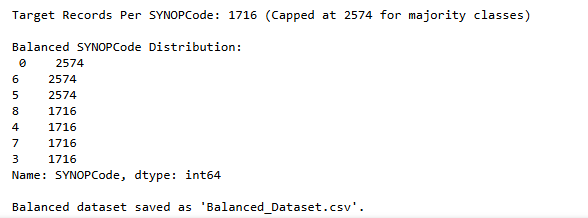 Target Records Per SYNOPCode: 1716 (Capped at 2574 for majority classes)
Balanced SYNOPCode Distribution:
0    2574
6    2574
5    2574
8    1716
4    1716
7    1716
3    1716
Name: SYNOPCode, dtype: int64
Balanced dataset saved as 'Balanced_Dataset.csv'.